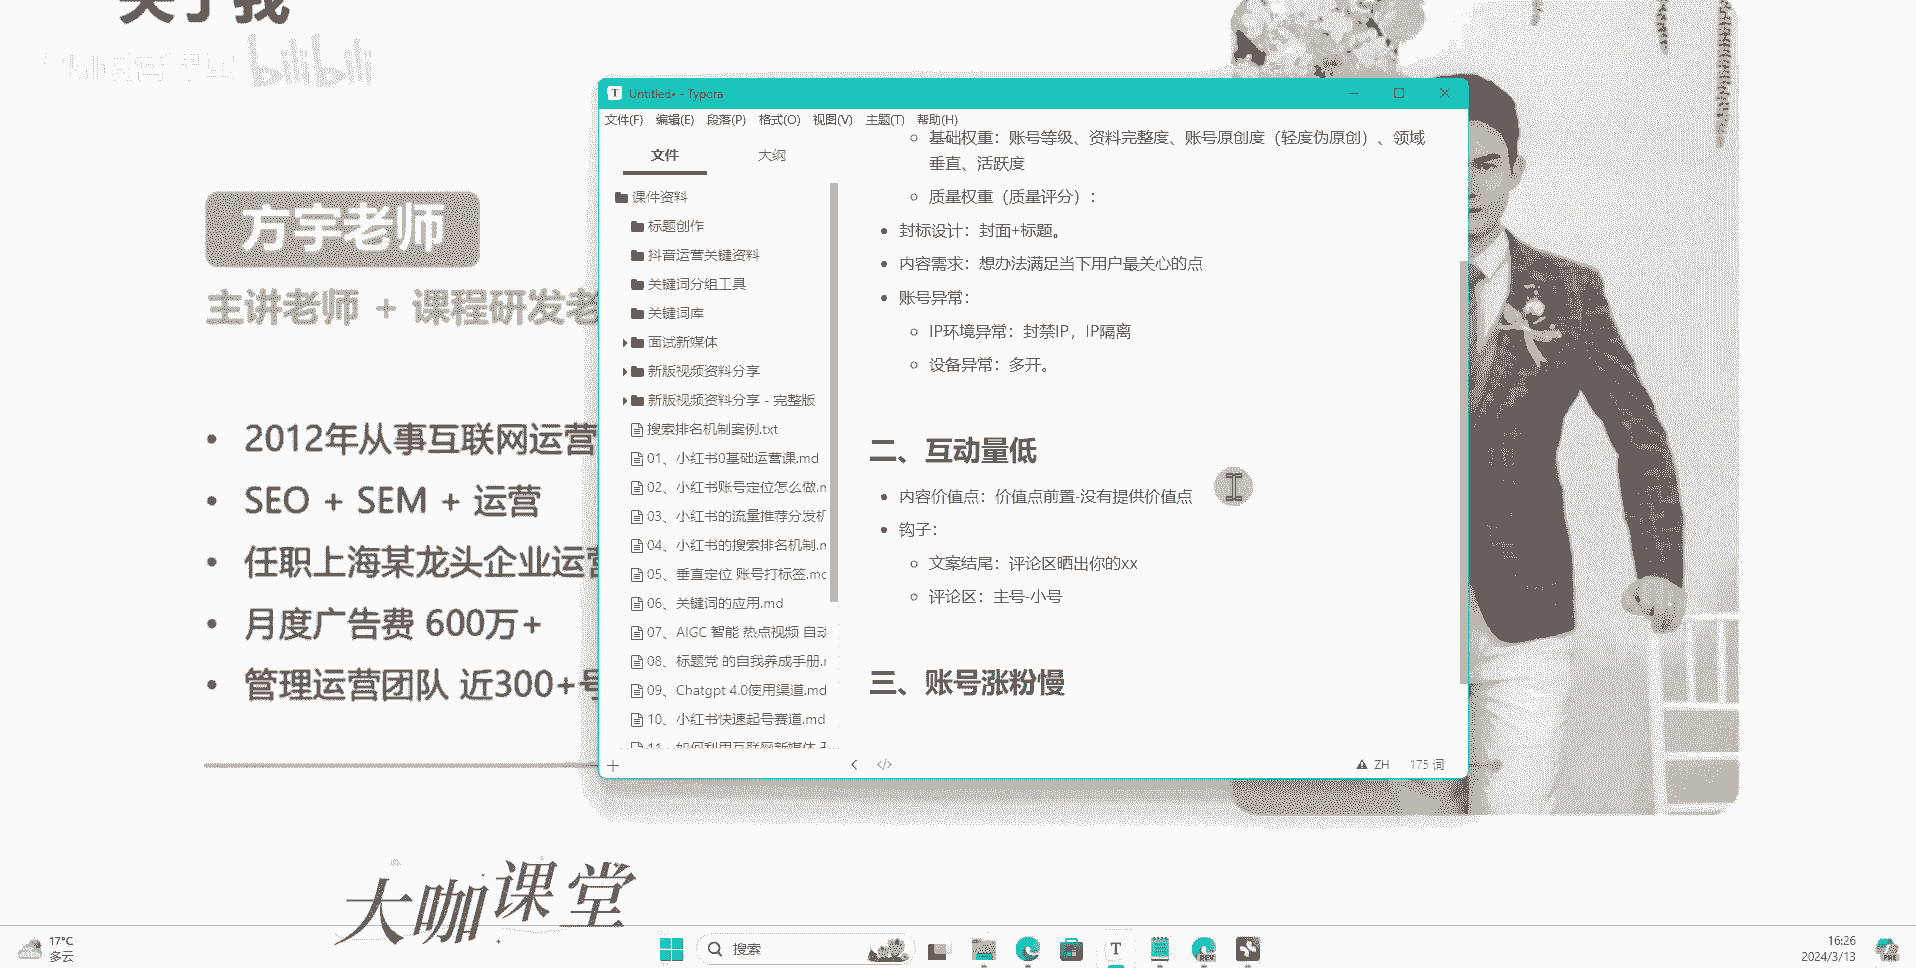 关于我
bilibili
方宇老师
主讲老师 + 课程研发老
2012年从事互联网运营
SEO + SEM + 运营
任职上海某龙头企业运营
月度广告费 600万+
管理运营团队 近300+号
大咖课堂
Untitled• - Typora
文件(F) 编辑(E) 段落(P) 格式(O) 视图(V) 主题(T) 帮助(H)
文件 大纲
课件资料
标题创作
抖音运营关键资料
关键词分组工具
关键词库
面试新媒体
新版视频资料分享
新版视频资料分享 - 完整版
搜索排名机制案例.txt
01、小红书0基础运营课.md
02、小红书账号定位怎么做.m
03、小红书的流量推荐分发机
04、小红书的搜索排名机制.m
05、垂直定位 账号打标签.md
06、关键词的应用.md
07、AIGC 智能 热点视频 自动
08、标题党 的自我养成手册.m
09、Chatgpt 4.0使用渠道.md
10、小红书快速起号赛道.md
11、如何利用互联网新媒体
基础权重：账号等级、资料完整度、账号原创度（轻度伪原创）、领域
垂直、活跃度
质量权重（质量评分）：
封标设计：封面+标题。
内容需求：想办法满足当下用户最关心的点
账号异常：
IP环境异常：封禁IP，IP隔离
设备异常：多开。
二、互动量低
内容价值点：价值点前置-没有提供价值点
钩子：
文案结尾：评论区晒出你的xx
评论区：主号-小号
三、账号涨粉慢
ZH 175 词
17°C
多云
搜索
16:26
2024/3/13